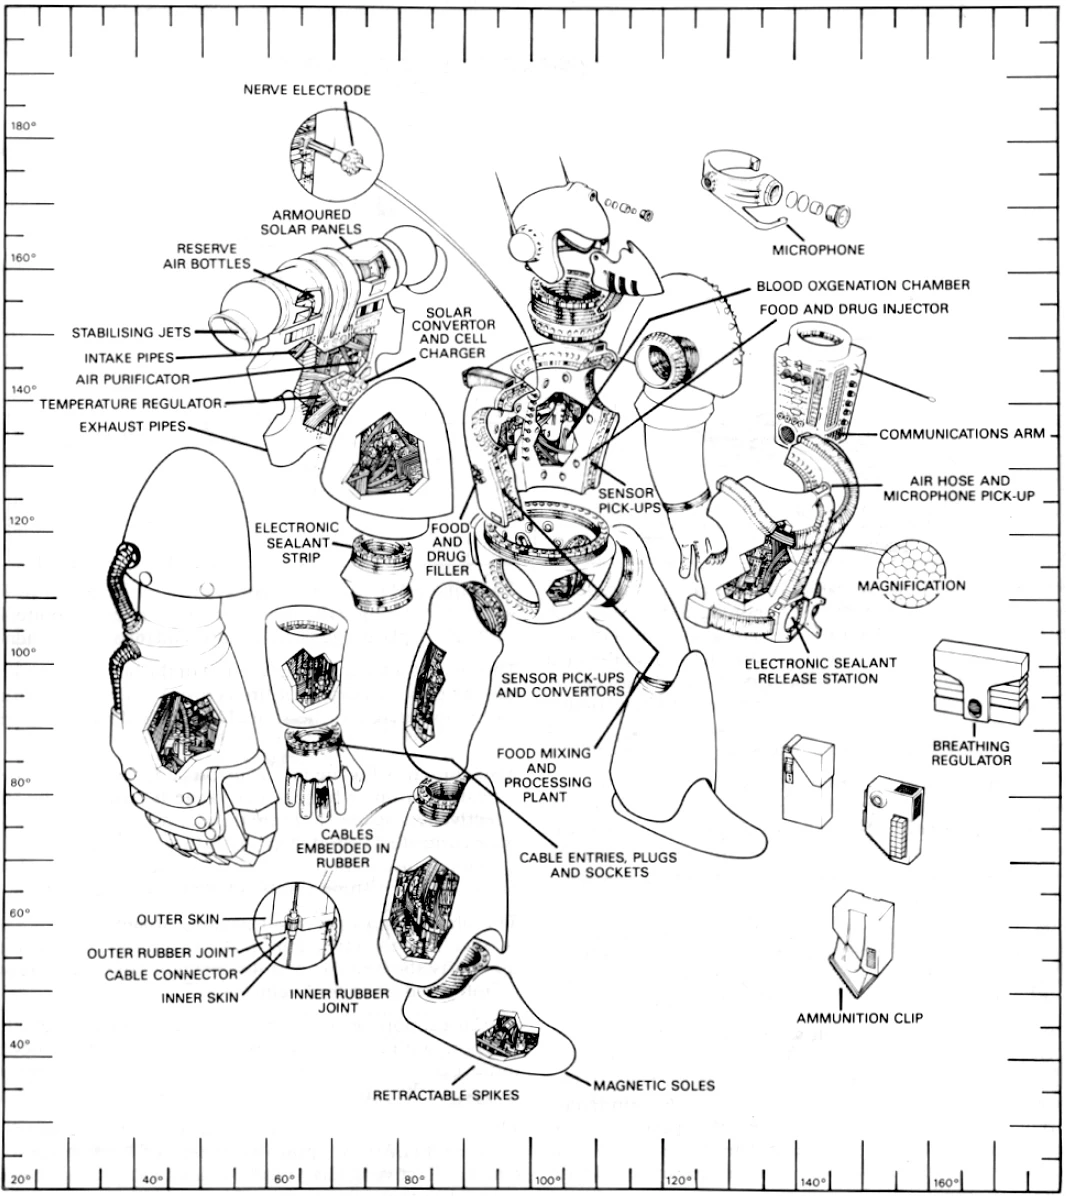 NERVE ELECTRODE
180°
ARMOURED
SOLAR PANELS
RESERVE
AIR BOTTLES
MICROPHONE
160°
BLOOD OXGENATION CHAMBER
FOOD AND DRUG INJECTOR
SOLAR
CONVERTOR
AND CELL
CHARGER
STABILISING JETS
INTAKE PIPES
AIR PURIFICATOR
140°
TEMPERATURE REGULATOR.
EXHAUST PIPES
COMMUNICATIONS ARM
AIR HOSE AND
MICROPHONE PICK-UP
SENSOR
PICK-UPS
120°
ELECTRONIC
SEALANT
STRIP
FOOD
AND
DRUG
FILLER
MAGNIFICATION
100°
ELECTRONIC SEALANT
RELEASE STATION
SENSOR PICK-UPS
AND CONVERTORS
BREATHING
REGULATOR
FOOD MIXING
AND
PROCESSING
PLANT
80°
CABLES
EMBEDDED IN
RUBBER
CABLE ENTRIES, PLUGS
AND SOCKETS
60°
OUTER SKIN
OUTER RUBBER JOINT
CABLE CONNECTOR
INNER SKIN
INNER RUBBER
JOINT
AMMUNITION CLIP
40°
RETRACTABLE SPIKES
MAGNETIC SOLES
20° 40° 60° 80° 100° 120° 140° 160°